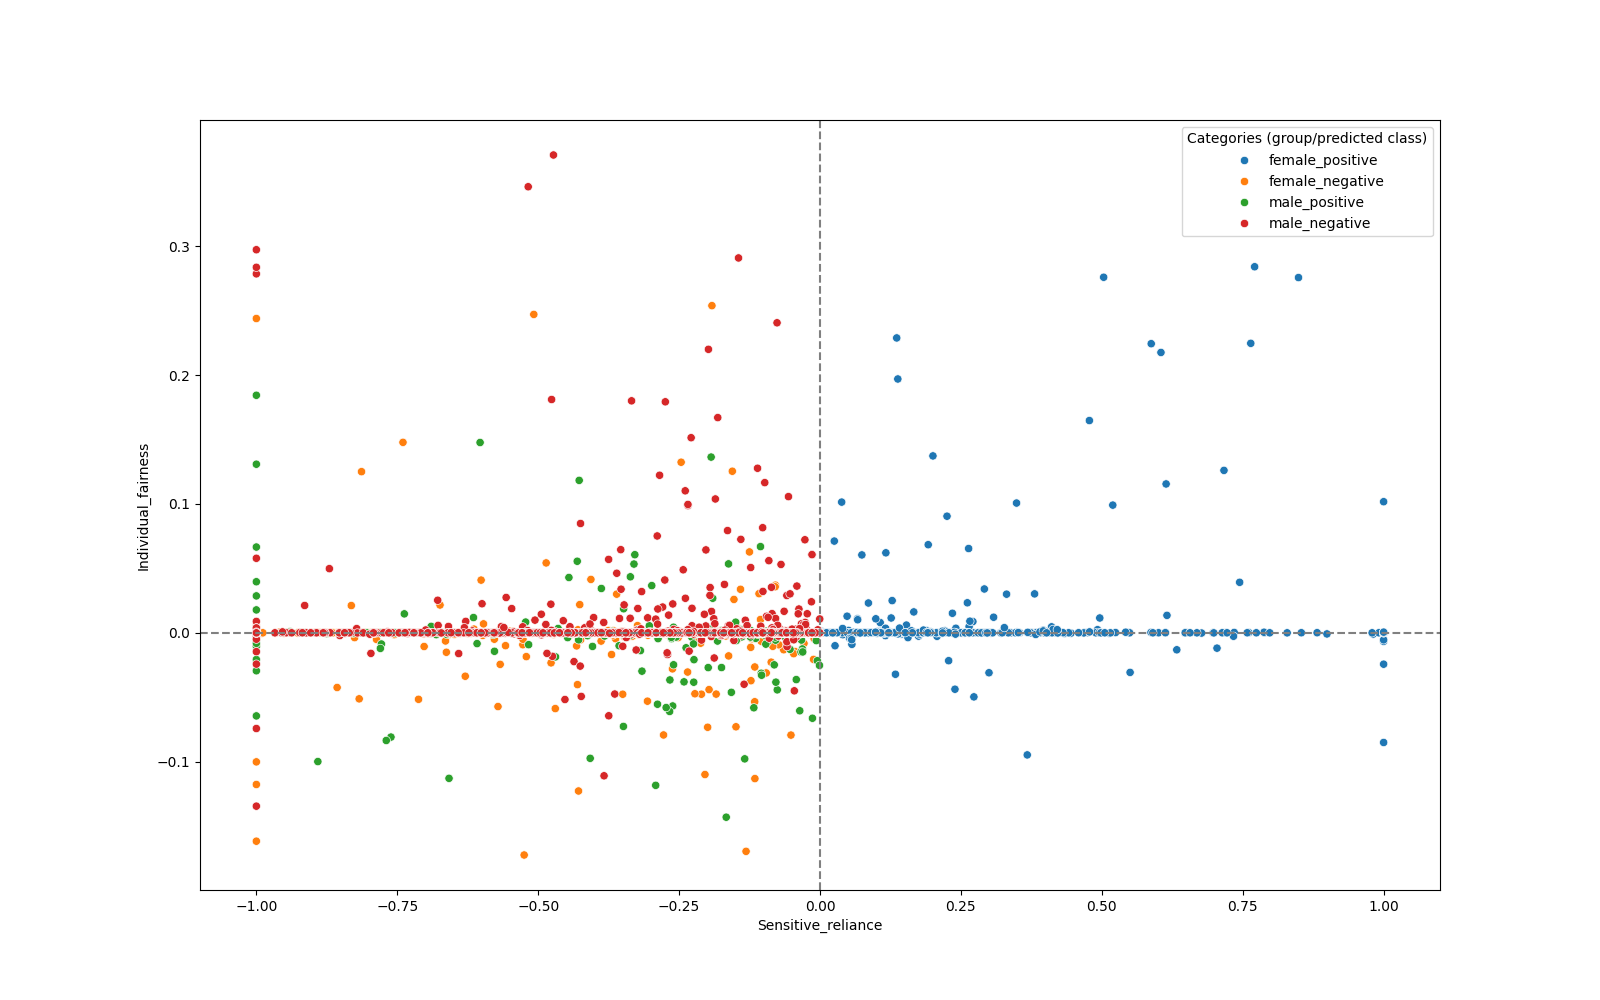 Categories (group/predicted class)
female_positive
female_negative
male_positive
male_negative
Individual_fairness
0.3
0.2
0.1
0.0
−0.1
−1.00
−0.75
−0.50
−0.25
0.00
0.25
0.50
0.75
1.00
Sensitive_reliance